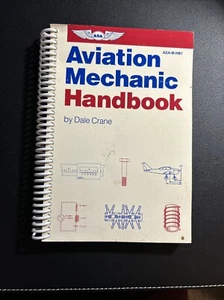 ASA
ASA-M-HB1
Aviation
Mechanic
Handbook
by Dale Crane